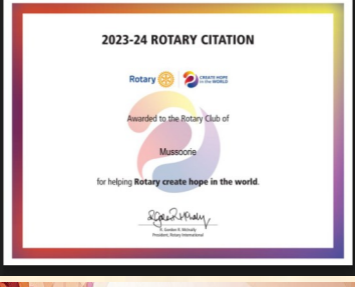 2023-24 ROTARY CITATION
Rotary
CREATE HOPE
in the WORLD
Awarded to the Rotary Club of
Mussoorie
for helping Rotary create hope in the world.
R. Gordon R. McInally
President, Rotary International